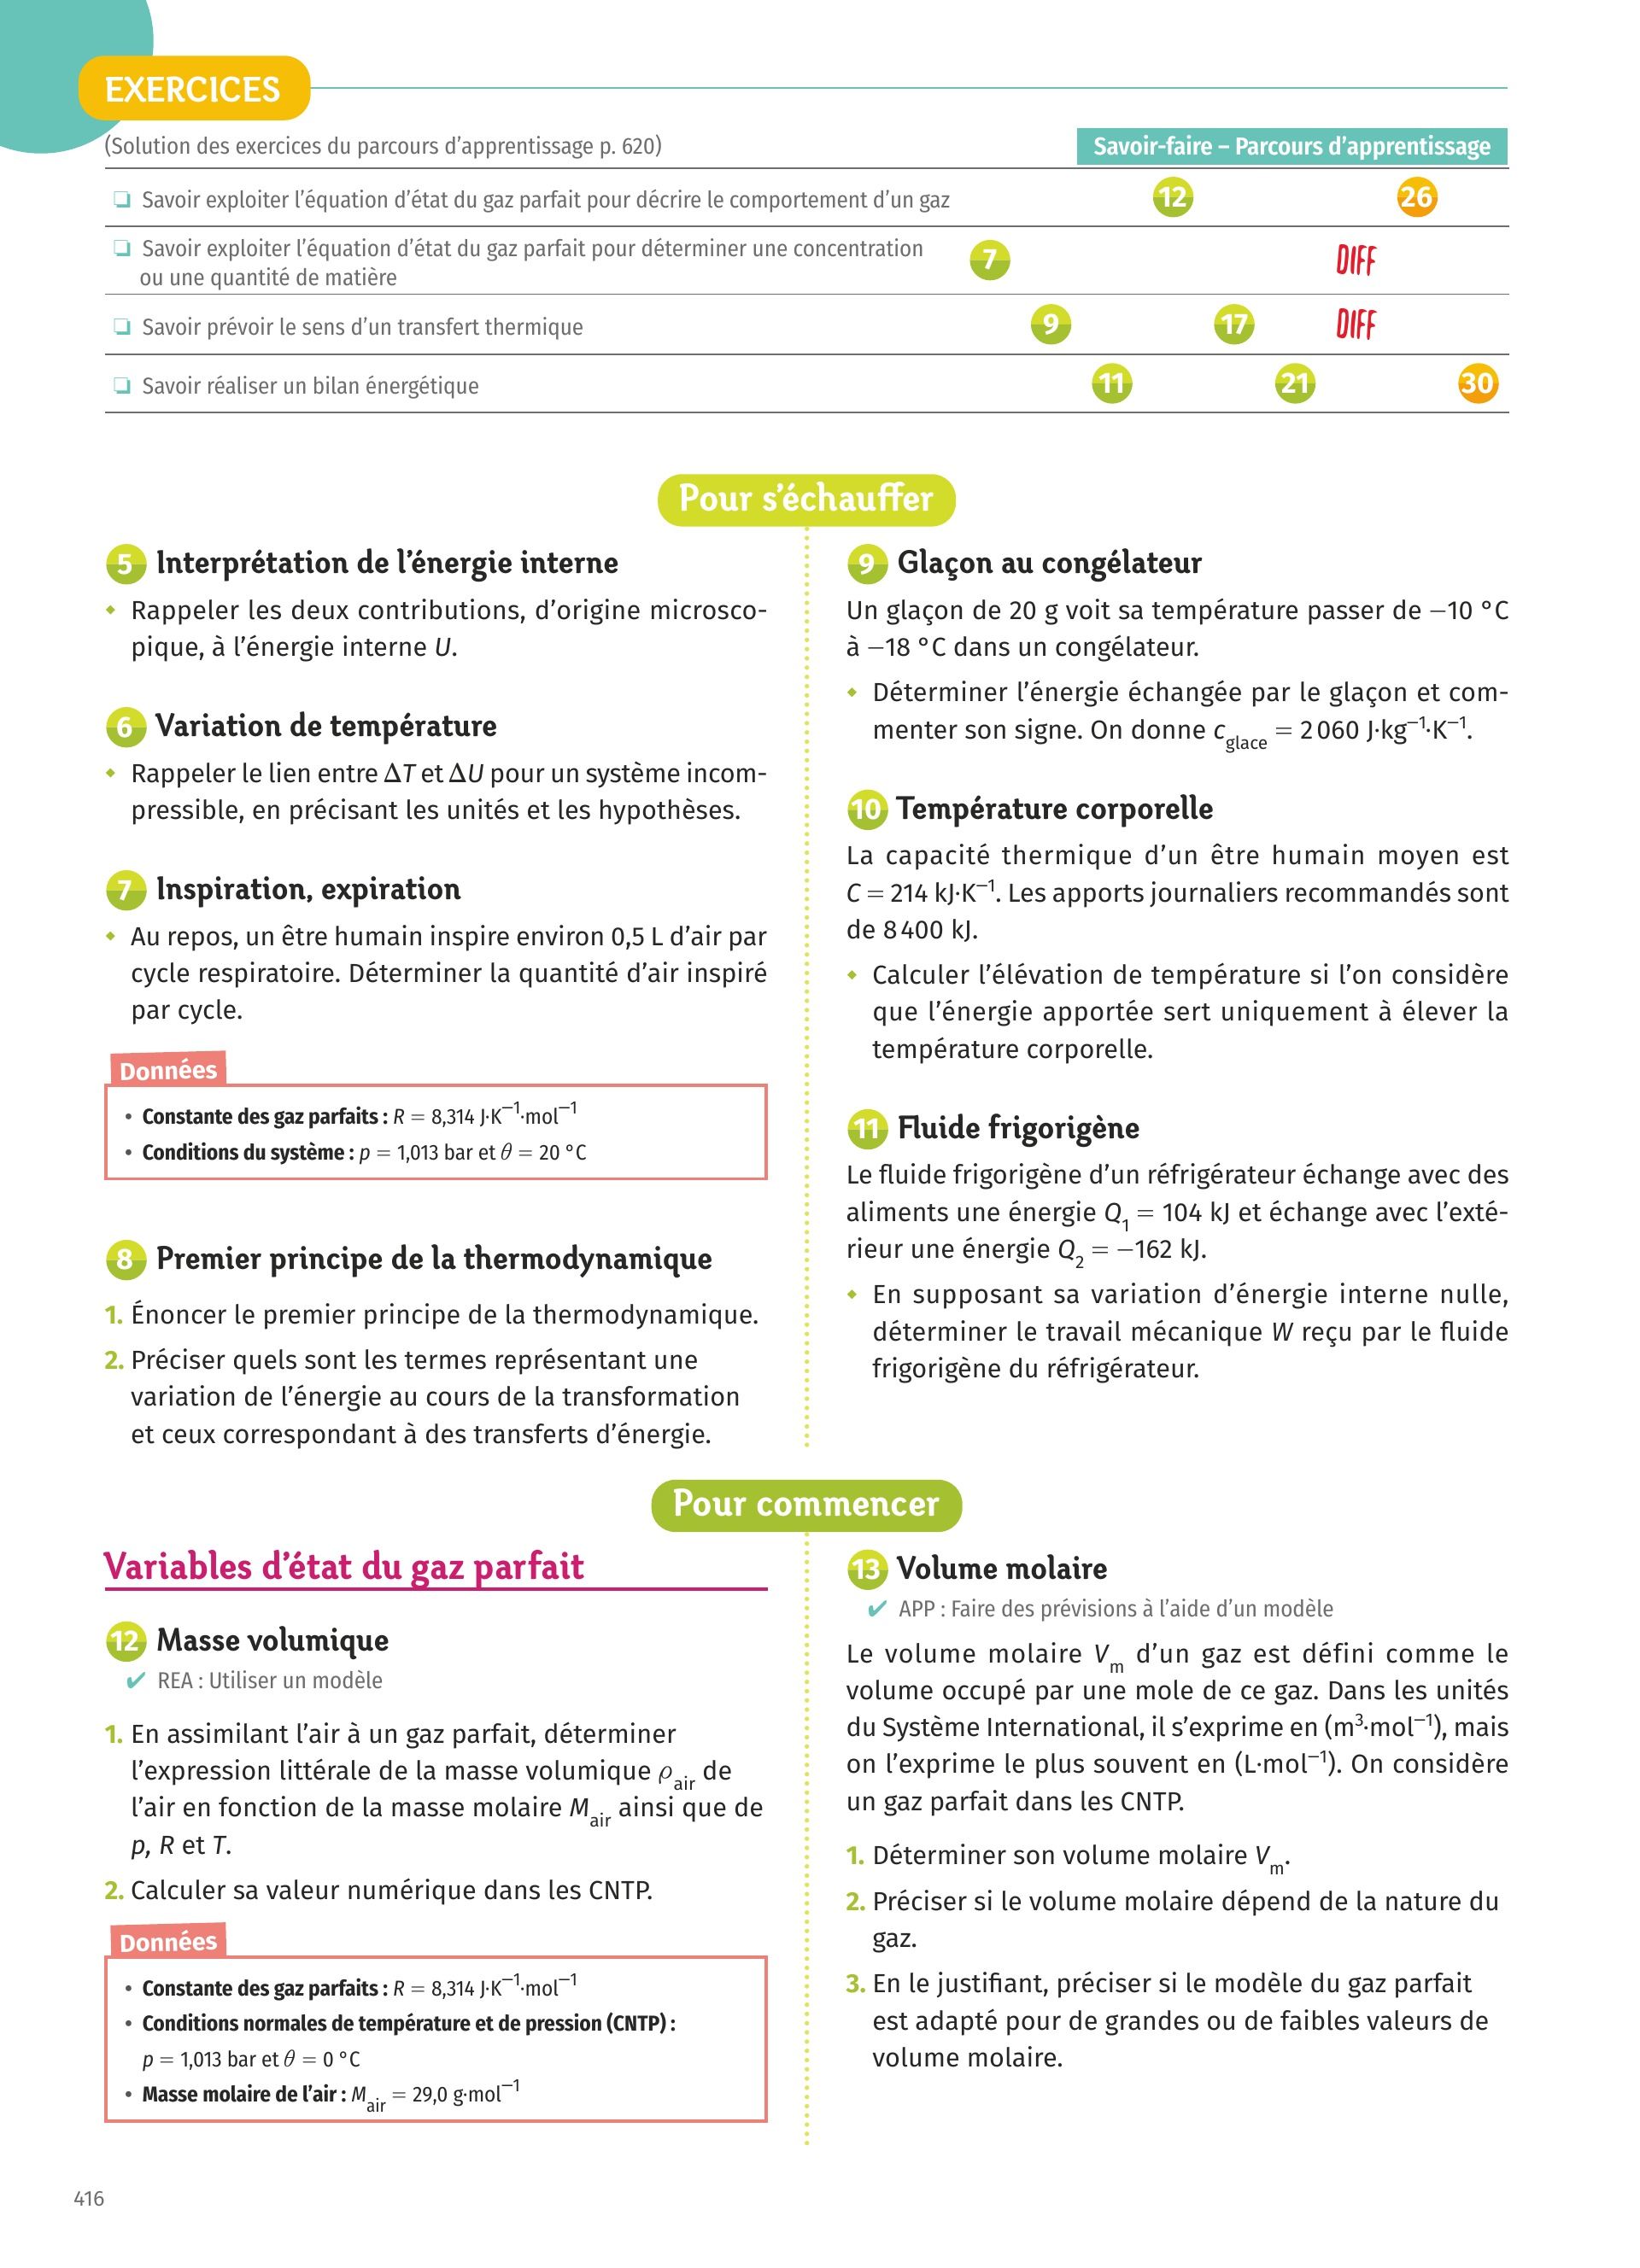 EXERCICES
(Solution des exercices du parcours d’apprentissage p. 620)
Savoir-faire – Parcours d’apprentissage
❏ Savoir exploiter l’équation d’état du gaz parfait pour décrire le comportement d’un gaz
12
26
❏ Savoir exploiter l’équation d’état du gaz parfait pour déterminer une concentration
ou une quantité de matière
7
DIFF
❏ Savoir prévoir le sens d’un transfert thermique
9
17
DIFF
❏ Savoir réaliser un bilan énergétique
11
21
30
Pour s’échauffer
5 Interprétation de l’énergie interne
Rappeler les deux contributions, d’origine microsco-
pique, à l’énergie interne U.
6 Variation de température
Rappeler le lien entre ΔT et ΔU pour un système incom-
pressible, en précisant les unités et les hypothèses.
7 Inspiration, expiration
Au repos, un être humain inspire environ 0,5 L d’air par
cycle respiratoire. Déterminer la quantité d’air inspiré
par cycle.
Données
• Constante des gaz parfaits : R = 8,314 J·K⁻¹·mol⁻¹
• Conditions du système : p = 1,013 bar et θ = 20 °C
8 Premier principe de la thermodynamique
1. Énoncer le premier principe de la thermodynamique.
2. Préciser quels sont les termes représentant une
variation de l’énergie au cours de la transformation
et ceux correspondant à des transferts d’énergie.
9 Glaçon au congélateur
Un glaçon de 20 g voit sa température passer de −10 °C
à −18 °C dans un congélateur.
Déterminer l’énergie échangée par le glaçon et com-
menter son signe. On donne c_glace = 2 060 J·kg⁻¹·K⁻¹.
10 Température corporelle
La capacité thermique d’un être humain moyen est
C = 214 kJ·K⁻¹. Les apports journaliers recommandés sont
de 8 400 kJ.
Calculer l’élévation de température si l’on considère
que l’énergie apportée sert uniquement à élever la
température corporelle.
11 Fluide frigorigène
Le fluide frigorigène d’un réfrigérateur échange avec des
aliments une énergie Q₁ = 104 kJ et échange avec l’exté-
rieur une énergie Q₂ = −162 kJ.
En supposant sa variation d’énergie interne nulle,
déterminer le travail mécanique W reçu par le fluide
frigorigène du réfrigérateur.
Pour commencer
Variables d’état du gaz parfait
12 Masse volumique
✔ REA : Utiliser un modèle
1. En assimilant l’air à un gaz parfait, déterminer
l’expression littérale de la masse volumique ρ_air de
l’air en fonction de la masse molaire M_air ainsi que de
p, R et T.
2. Calculer sa valeur numérique dans les CNTP.
Données
• Constante des gaz parfaits : R = 8,314 J·K⁻¹·mol⁻¹
• Conditions normales de température et de pression (CNTP) :
p = 1,013 bar et θ = 0 °C
• Masse molaire de l’air : M_air = 29,0 g·mol⁻¹
13 Volume molaire
✔ APP : Faire des prévisions à l’aide d’un modèle
Le volume molaire Vₘ d’un gaz est défini comme le
volume occupé par une mole de ce gaz. Dans les unités
du Système International, il s’exprime en (m³·mol⁻¹), mais
on l’exprime le plus souvent en (L·mol⁻¹). On considère
un gaz parfait dans les CNTP.
1. Déterminer son volume molaire Vₘ.
2. Préciser si le volume molaire dépend de la nature du
gaz.
3. En le justifiant, préciser si le modèle du gaz parfait
est adapté pour de grandes ou de faibles valeurs de
volume molaire.
416